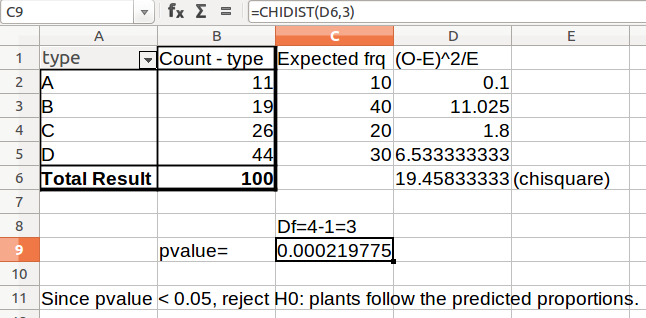 C9 fx Σ = =CHIDIST(D6,3)
A B C D E
1 type Count - type Expected frq (O-E)^2/E
2 A 11 10 0.1
3 B 19 40 11.025
4 C 26 20 1.8
5 D 44 30 6.533333333
6 Total Result 100 19.45833333 (chisquare)
7
8 Df=4-1=3
9 pvalue= 0.000219775
10
11 Since pvalue < 0.05, reject H0: plants follow the predicted proportions.